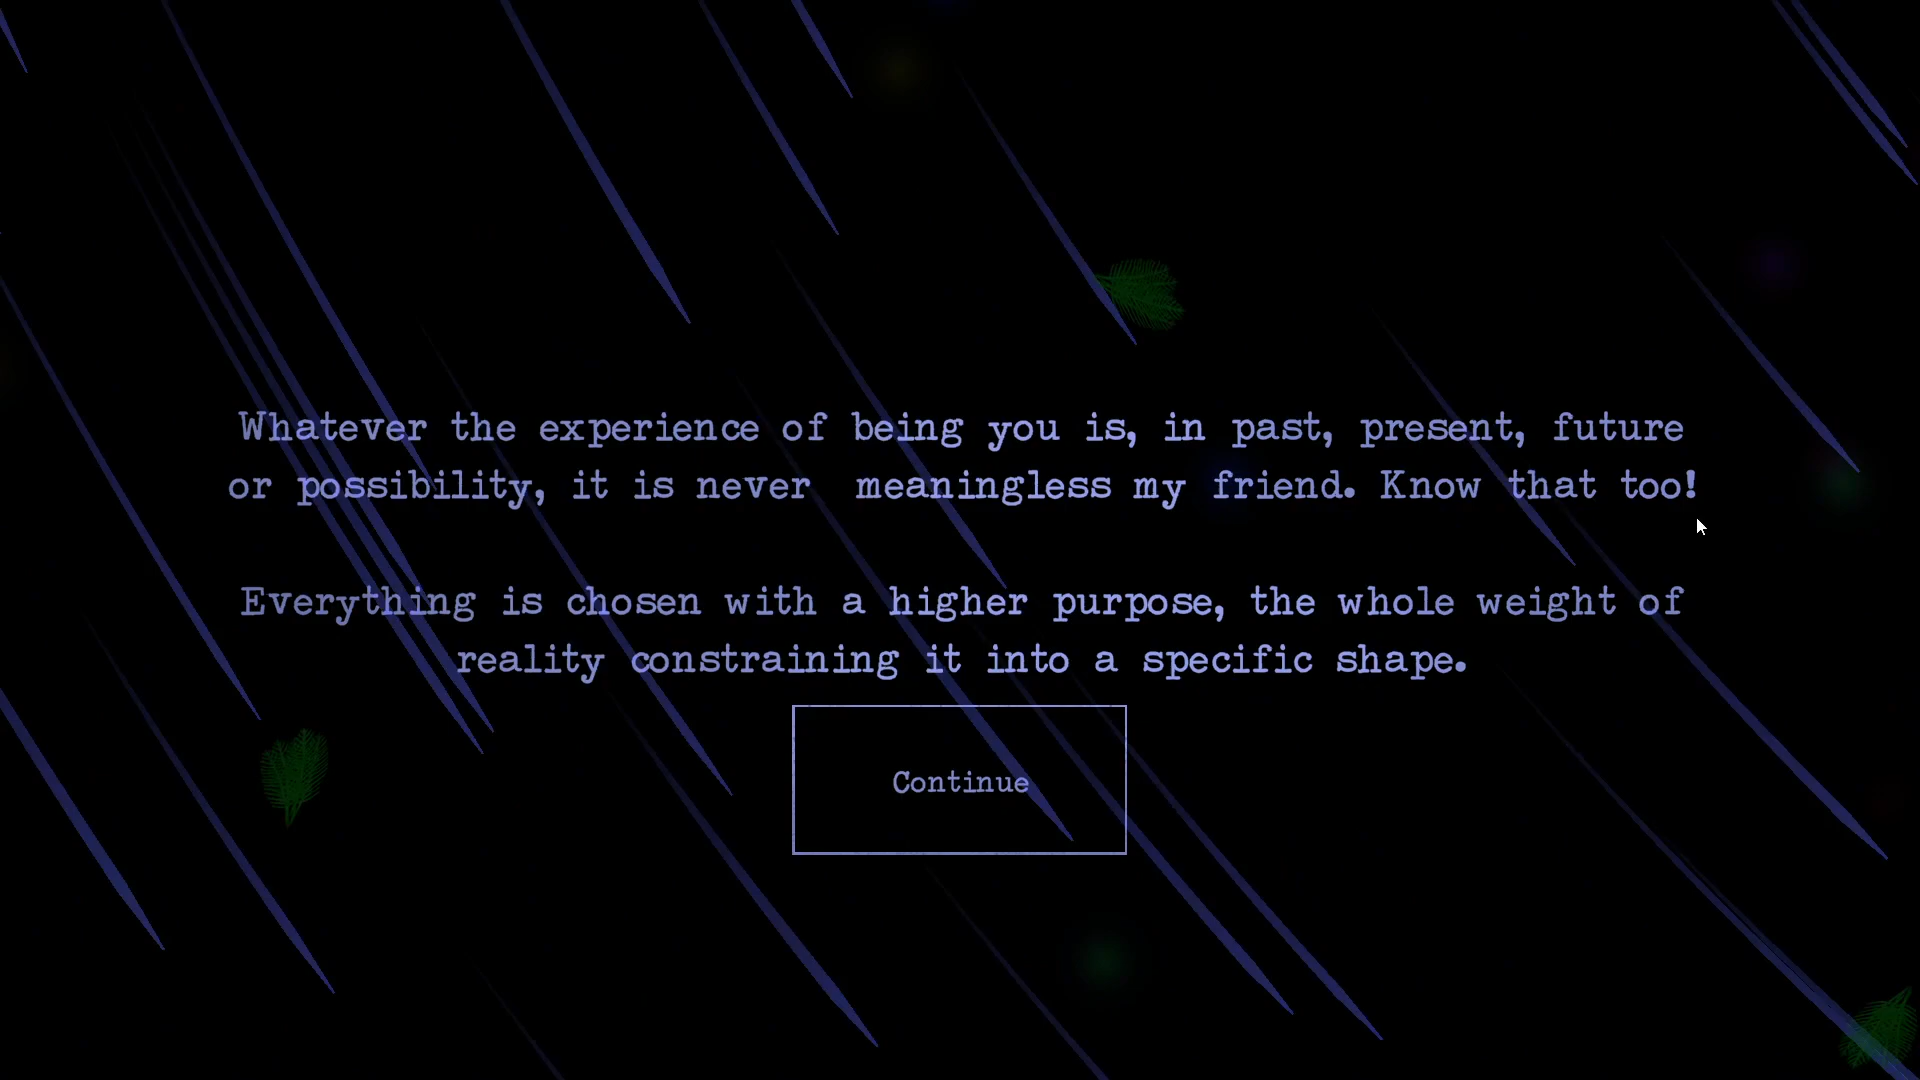 Whatever the experience of being you is, in past, present, future
or possibility, it is never  meaningless my friend. Know that too!
Everything is chosen with a higher purpose, the whole weight of
reality constraining it into a specific shape.
Continue